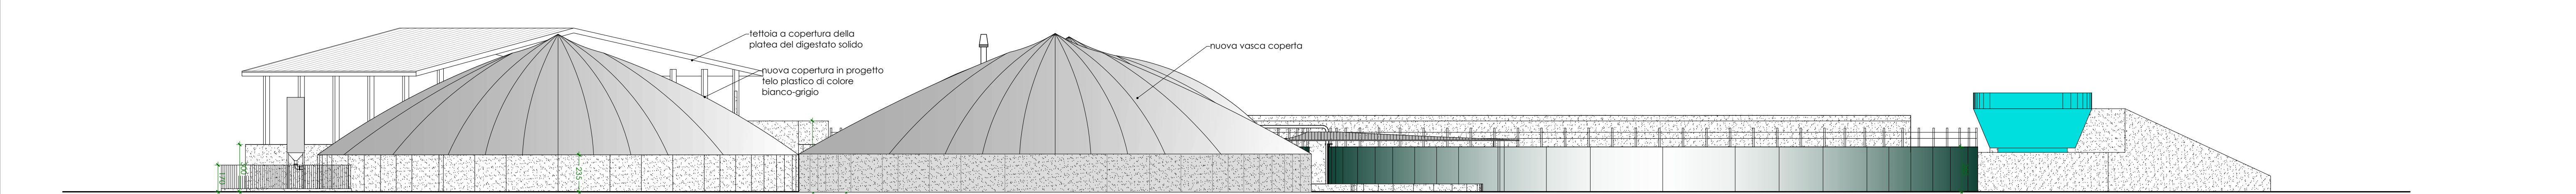 tettoia a copertura della
platea del digestato solido
nuova copertura in progetto
telo plastico di colore
bianco-grigio
nuova vasca coperta
235